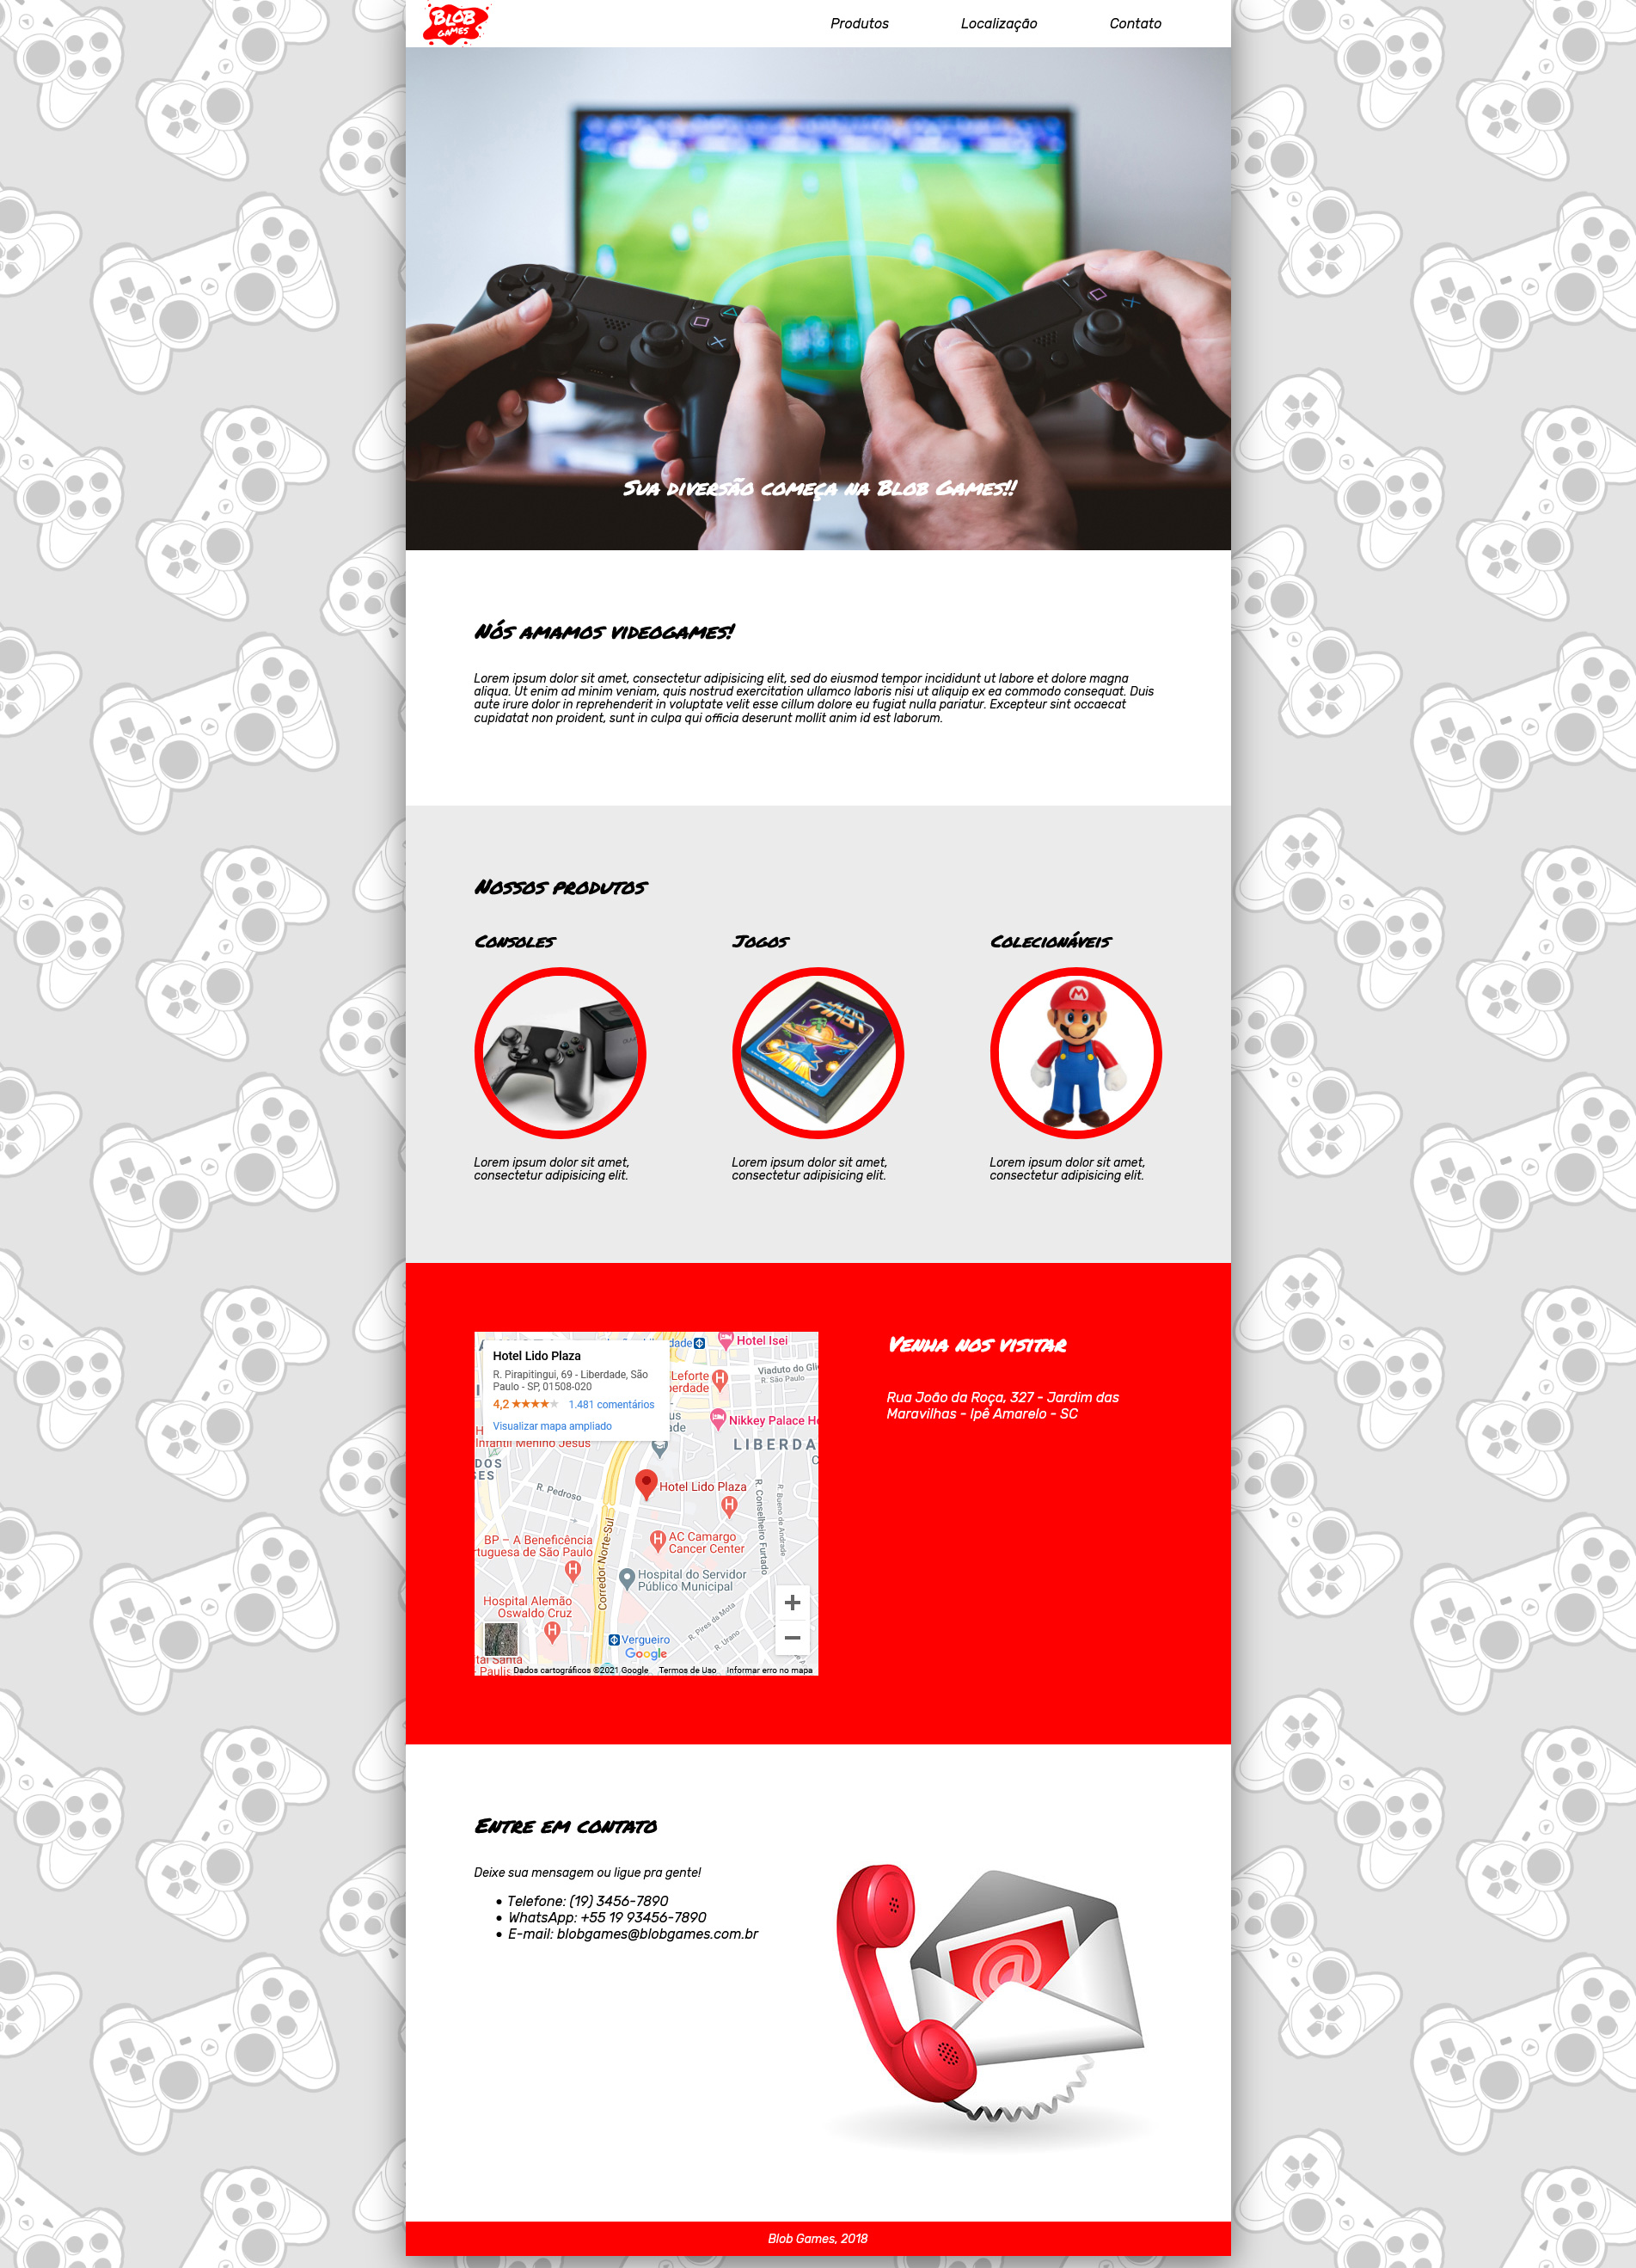 BLOB
GAMES
Produtos
Localização
Contato
Sua diversão começa na Blob Games!!
Nós amamos videogames!
Lorem ipsum dolor sit amet, consectetur adipisicing elit, sed do eiusmod tempor incididunt ut labore et dolore magna
aliqua. Ut enim ad minim veniam, quis nostrud exercitation ullamco laboris nisi ut aliquip ex ea commodo consequat. Duis
aute irure dolor in reprehenderit in voluptate velit esse cillum dolore eu fugiat nulla pariatur. Excepteur sint occaecat
cupidatat non proident, sunt in culpa qui officia deserunt mollit anim id est laborum.
Nossos produtos
Consoles
Jogos
Colecionáveis
M
Lorem ipsum dolor sit amet,
consectetur adipisicing elit.
Lorem ipsum dolor sit amet,
consectetur adipisicing elit.
Lorem ipsum dolor sit amet,
consectetur adipisicing elit.
Hotel Lido Plaza
R. Pirapitingui, 69 - Liberdade, São
Paulo - SP, 01508-020
4,2 ★★★★★ 1.481 comentários
Visualizar mapa ampliado
dade
Hotel Isei
Viaduto do Gli
R. São Paulo
Leforte
berdade
Nikkey Palace Ho
LIBERDA
Infantil Menino Jesus
DOS
SES
R. Pedroso
Hotel Lido Plaza
R. Conselheiro Furtado
R. Bueno de Andrade
BP – A Beneficência
rtuguesa de São Paulo
AC Camargo
Cancer Center
Corredor Norte-Sul
Hospital do Servidor
Público Municipal
Hospital Alemão
Oswaldo Cruz
R. Pires da Mota
R. Urano
Vergueiro
Google
tal Santa
Paulis
Dados cartográficos ©2021 Google
Termos de Uso
Informar erro no mapa
Venha nos visitar
Rua João da Roça, 327 - Jardim das
Maravilhas - Ipê Amarelo - SC
Entre em contato
Deixe sua mensagem ou ligue pra gente!
• Telefone: (19) 3456-7890
• WhatsApp: +55 19 93456-7890
• E-mail: blobgames@blobgames.com.br
@
Blob Games, 2018